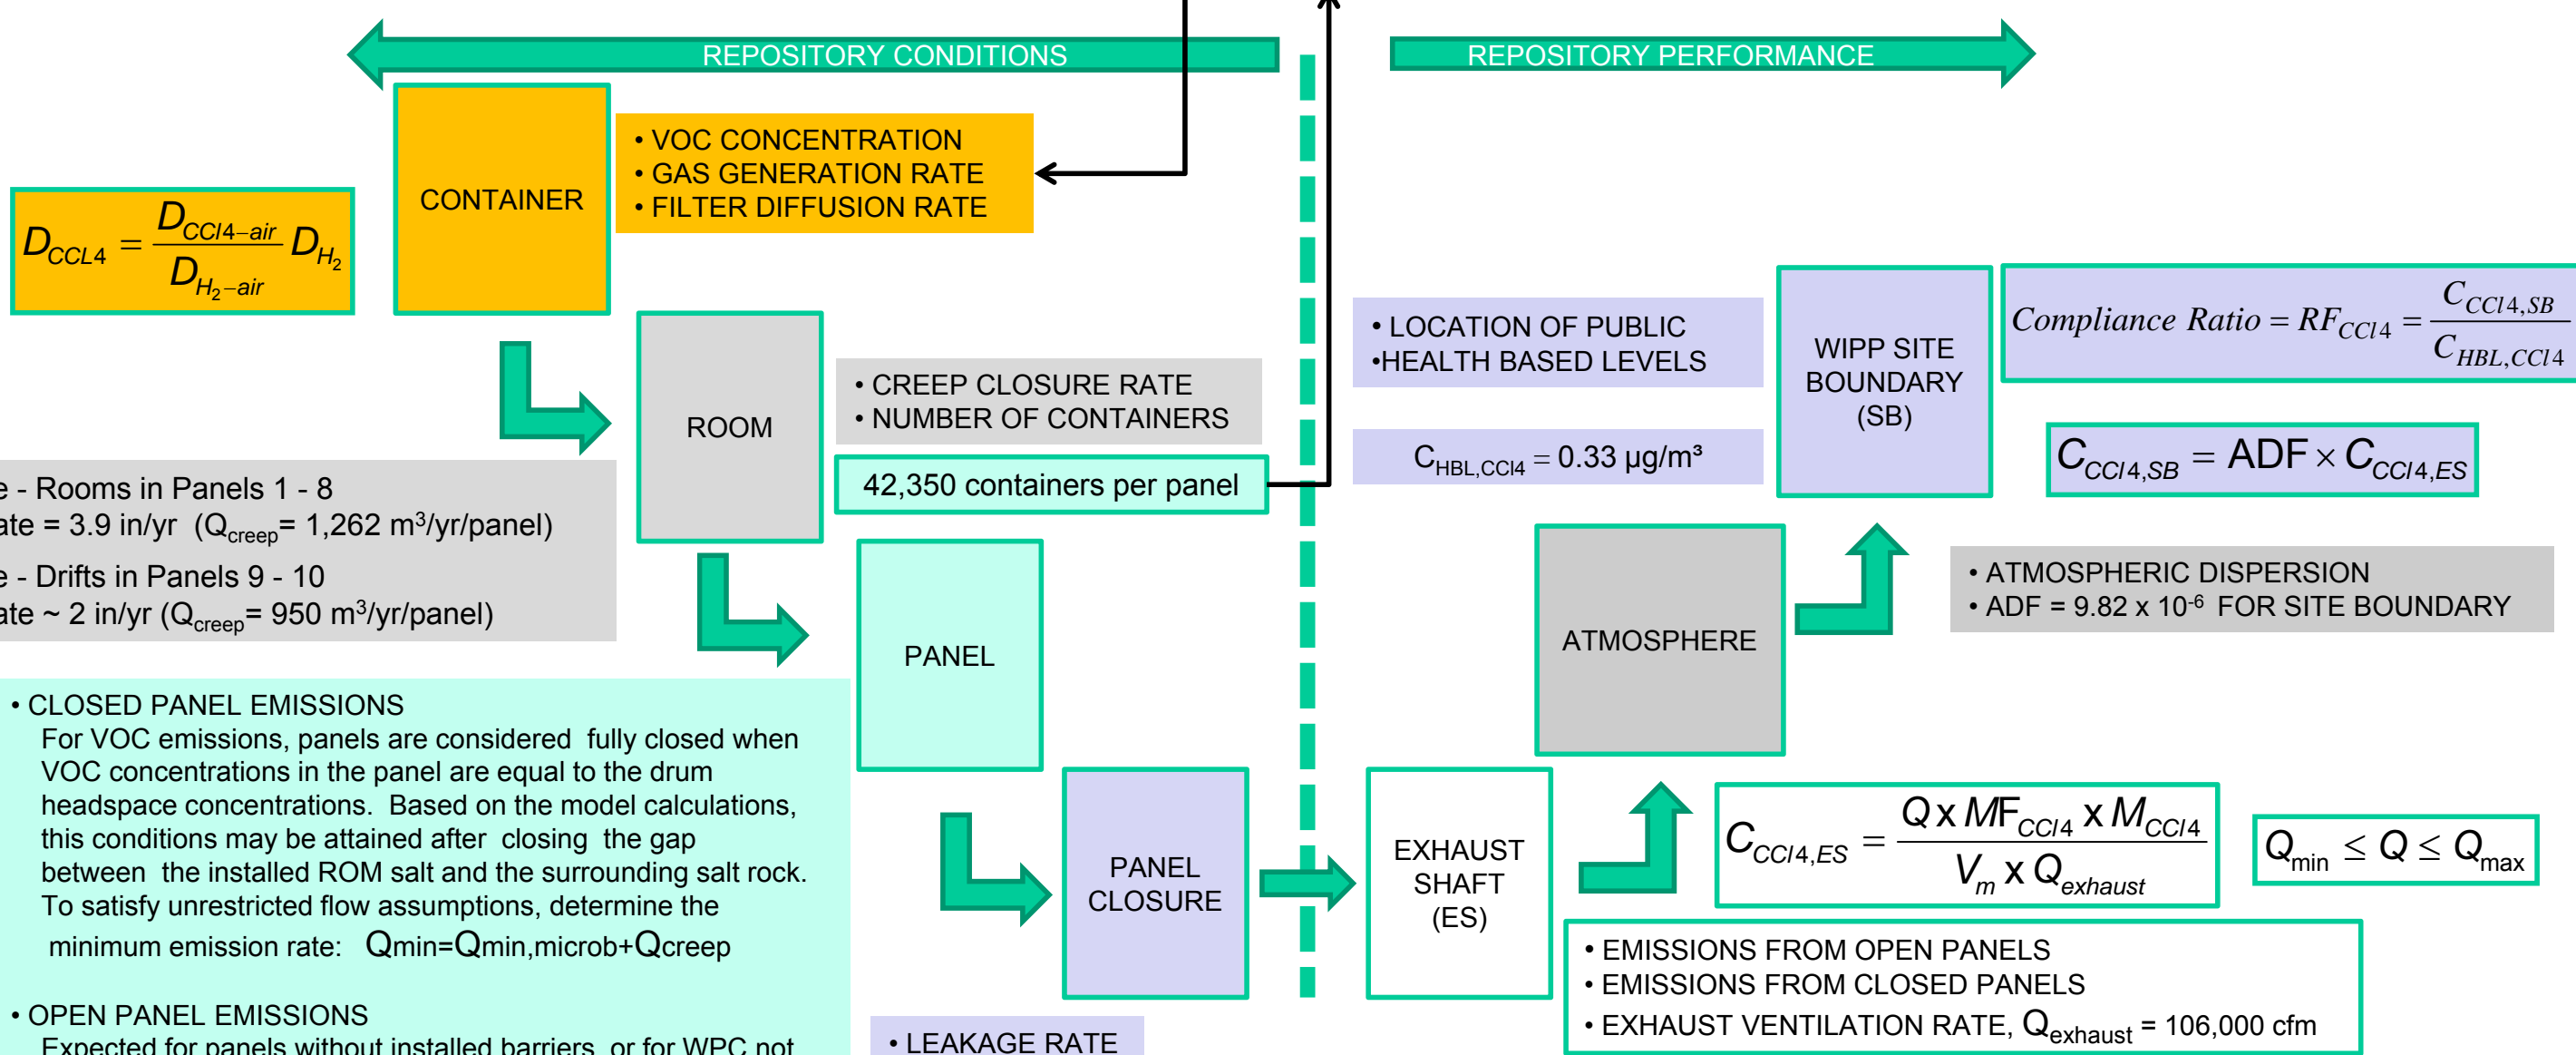 REPOSITORY CONDITIONS
REPOSITORY PERFORMANCE
CONTAINER
• VOC CONCENTRATION
• GAS GENERATION RATE
• FILTER DIFFUSION RATE
D_CCL4 = D_CCl4−air / D_H₂−air D_H₂
ROOM
• CREEP CLOSURE RATE
• NUMBER OF CONTAINERS
42,350 containers per panel
e - Rooms in Panels 1 - 8
ate = 3.9 in/yr (Q_creep= 1,262 m³/yr/panel)
e - Drifts in Panels 9 - 10
ate ~ 2 in/yr (Q_creep= 950 m³/yr/panel)
PANEL
• CLOSED PANEL EMISSIONS
For VOC emissions, panels are considered fully closed when
VOC concentrations in the panel are equal to the drum
headspace concentrations. Based on the model calculations,
this conditions may be attained after closing the gap
between the installed ROM salt and the surrounding salt rock.
To satisfy unrestricted flow assumptions, determine the
minimum emission rate: Qmin=Qmin,microb+Qcreep
• OPEN PANEL EMISSIONS
Expected for panels without installed barriers, or for WPC not
PANEL
CLOSURE
• LEAKAGE RATE
EXHAUST
SHAFT
(ES)
C_CCl4,ES = Q x MF_CCl4 x M_CCl4 / V_m x Q_exhaust
Q_min ≤ Q ≤ Q_max
• EMISSIONS FROM OPEN PANELS
• EMISSIONS FROM CLOSED PANELS
• EXHAUST VENTILATION RATE, Q_exhaust = 106,000 cfm
ATMOSPHERE
• ATMOSPHERIC DISPERSION
• ADF = 9.82 x 10⁻⁶ FOR SITE BOUNDARY
WIPP SITE
BOUNDARY
(SB)
• LOCATION OF PUBLIC
•HEALTH BASED LEVELS
C_HBL,CCl4 = 0.33 µg/m³
Compliance Ratio = RF_CCl4 = C_CCl4,SB / C_HBL,CCl4
C_CCl4,SB = ADF × C_CCl4,ES